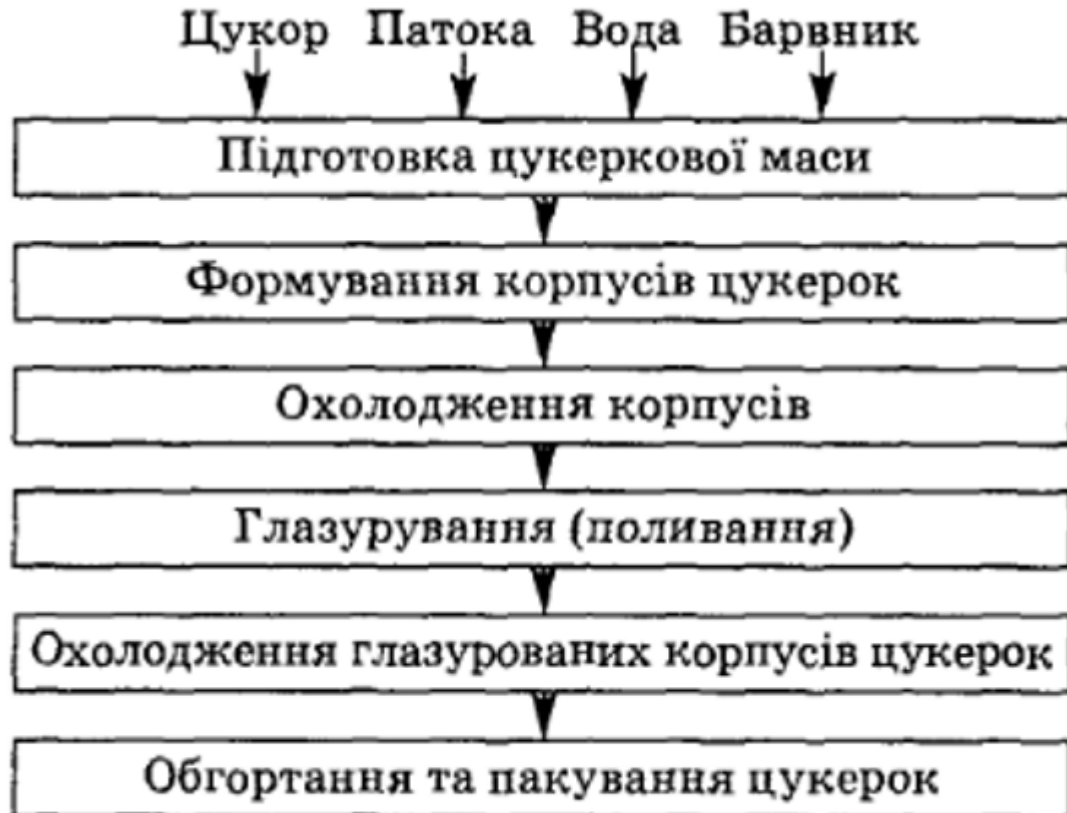 Цукор Патока Вода Барвник
Підготовка цукеркової маси
Формування корпусів цукерок
Охолодження корпусів
Глазурування (поливання)
Охолодження глазурованих корпусів цукерок
Обгортання та пакування цукерок